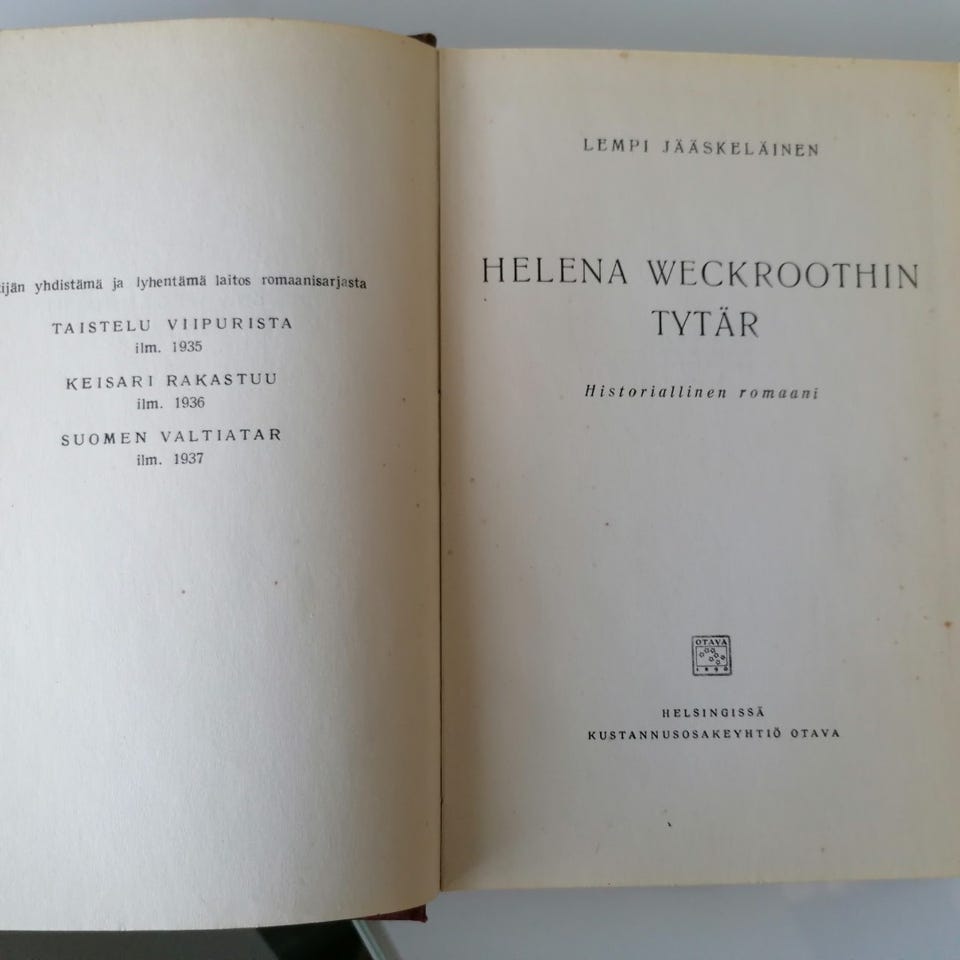 yhdistämä ja lyhentämä laitos romaanisarjasta
TAISTELU VIIPURISTA
ilm. 1935
KEISARI RAKASTUU
ilm. 1936
SUOMEN VALTIATAR
ilm. 1937
LEMPI JÄÄSKELÄINEN
HELENA WECKROOTHIN
TYTÄR
Historiallinen romaani
OTAVA
1890
HELSINGISSÄ
KUSTANNUSOSAKEYHTIÖ OTAVA